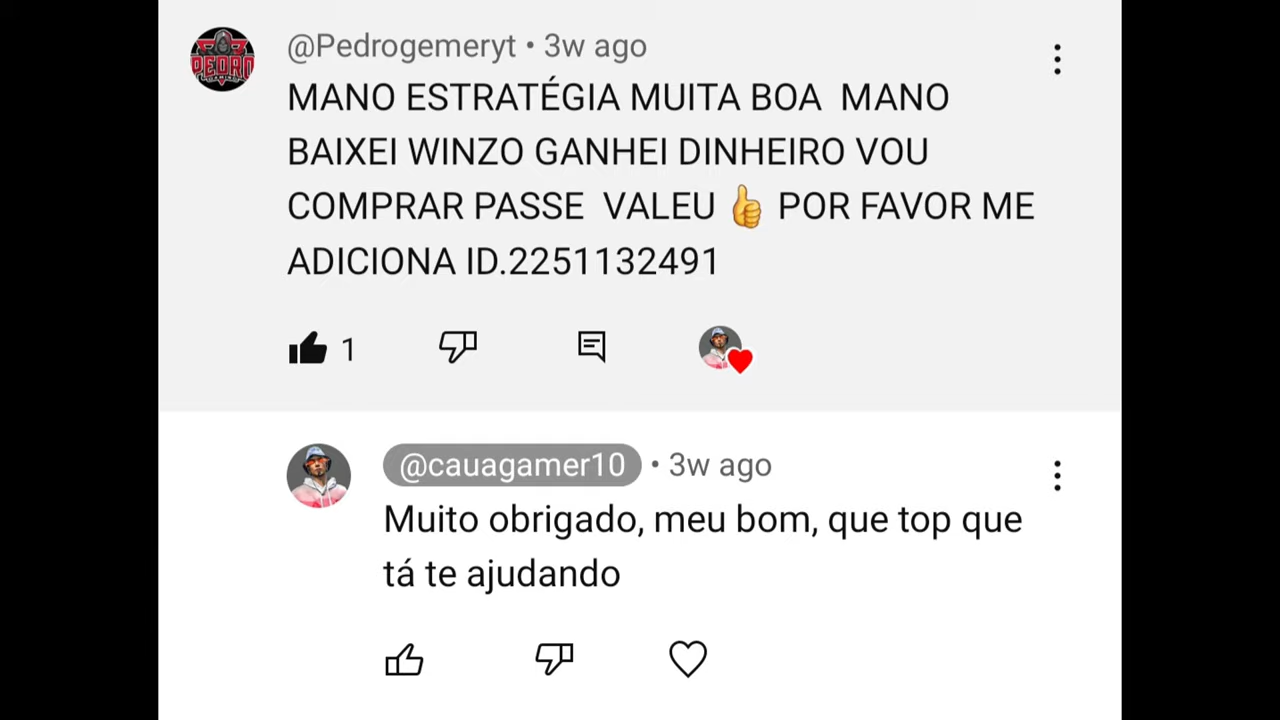 @Pedrogemeryt • 3w ago
MANO ESTRATÉGIA MUITA BOA MANO
BAIXEI WINZO GANHEI DINHEIRO VOU
COMPRAR PASSE VALEU 👍 POR FAVOR ME
ADICIONA ID.2251132491
1
@cauagamer10 • 3w ago
Muito obrigado, meu bom, que top que
tá te ajudando
PEDRO